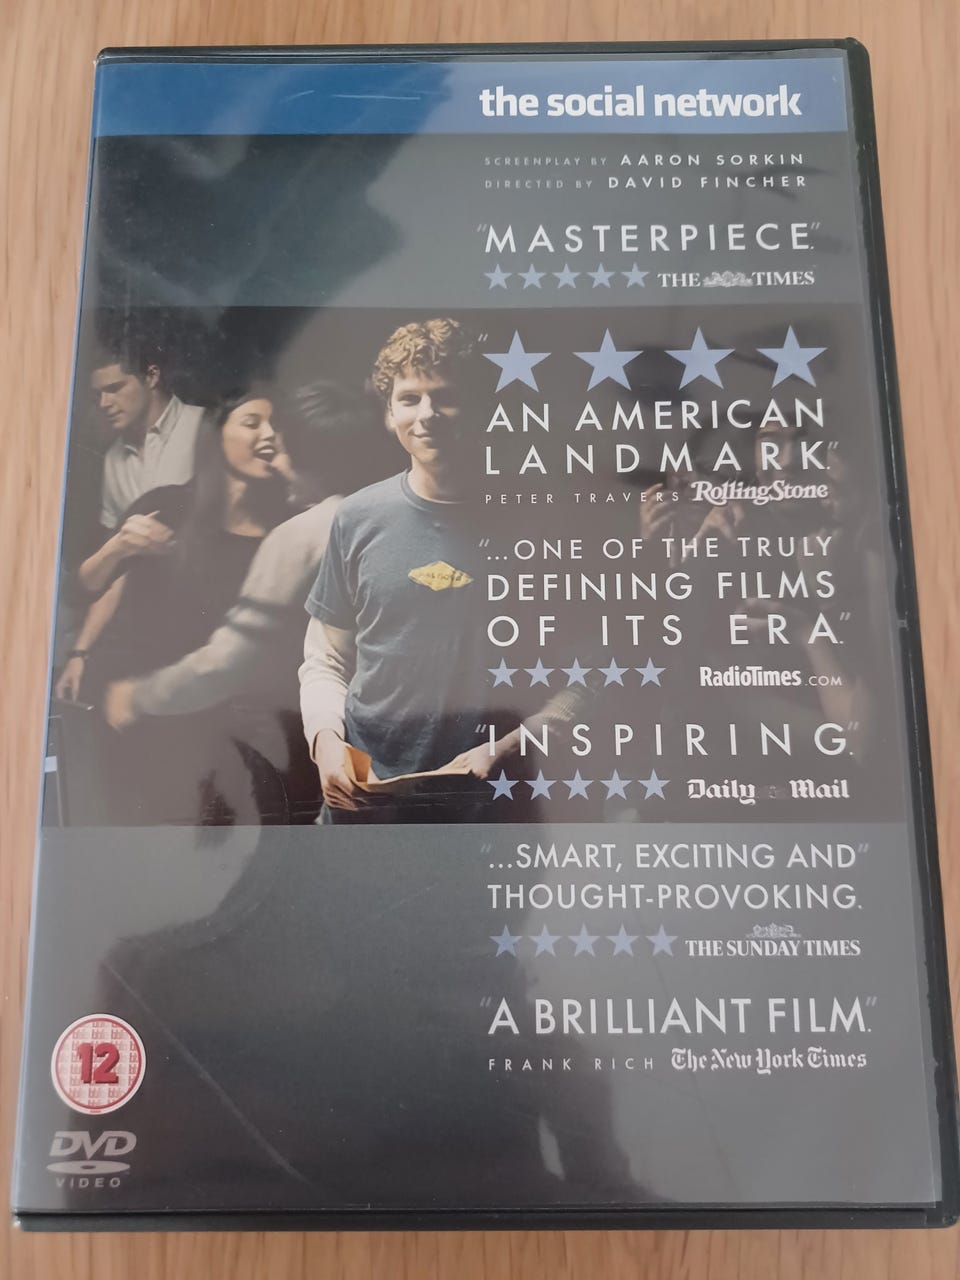 the social network
SCREENPLAY BY AARON SORKIN
DIRECTED BY DAVID FINCHER
"MASTERPIECE."
THE TIMES
"
AN AMERICAN
LANDMARK."
PETER TRAVERS RollingStone
"...ONE OF THE TRULY
DEFINING FILMS
OF ITS ERA."
RadioTimes.COM
"INSPIRING."
Daily Mail
"...SMART, EXCITING AND"
THOUGHT-PROVOKING.
THE SUNDAY TIMES
"A BRILLIANT FILM."
FRANK RICH The New York Times
12
DVD
VIDEO